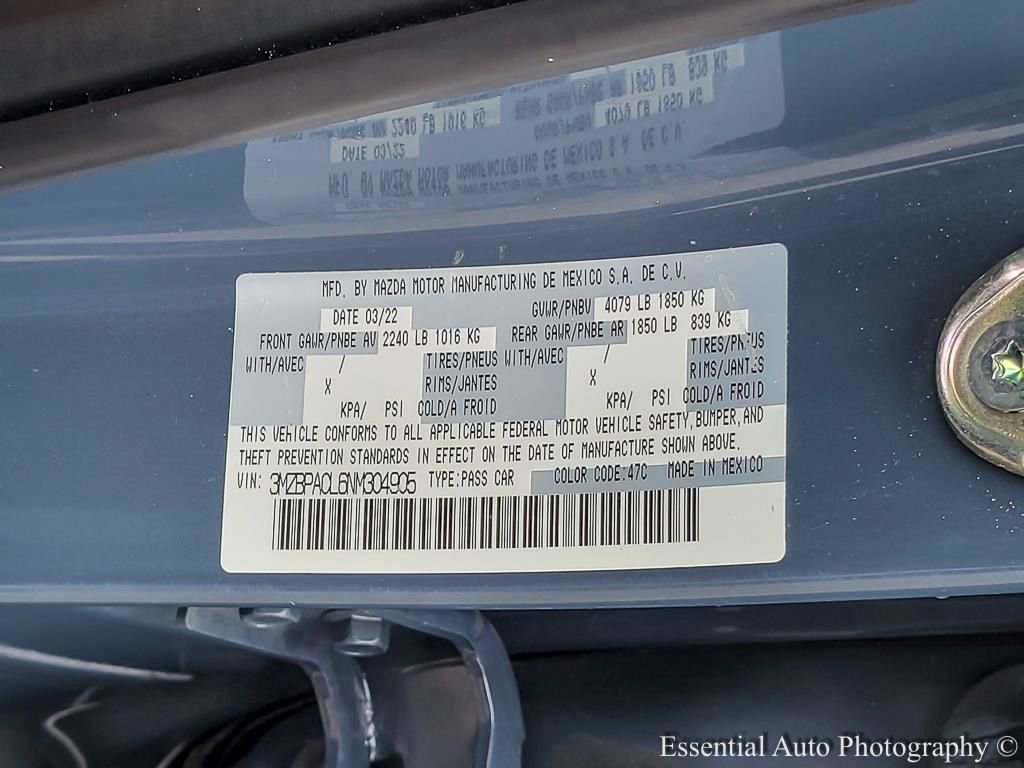 MFD. BY MAZDA MOTOR MANUFACTURING DE MEXICO S.A. DE C.V.
DATE 03/22 GVWR/PNBV 4079 LB 1850 KG
FRONT GAWR/PNBE AV 2240 LB 1016 KG REAR GAWR/PNBE AR 1850 LB 839 KG
WITH/AVEC / TIRES/PNEUS WITH/AVEC / TIRES/PNEUS
X RIMS/JANTES X RIMS/JANTES
KPA/ PSI COLD/A FROID KPA/ PSI COLD/A FROID
THIS VEHICLE CONFORMS TO ALL APPLICABLE FEDERAL MOTOR VEHICLE SAFETY, BUMPER, AND
THEFT PREVENTION STANDARDS IN EFFECT ON THE DATE OF MANUFACTURE SHOWN ABOVE.
VIN: 3MZBPACL6NM304905 TYPE:PASS CAR COLOR CODE:47C MADE IN MEXICO
Essential Auto Photography ©